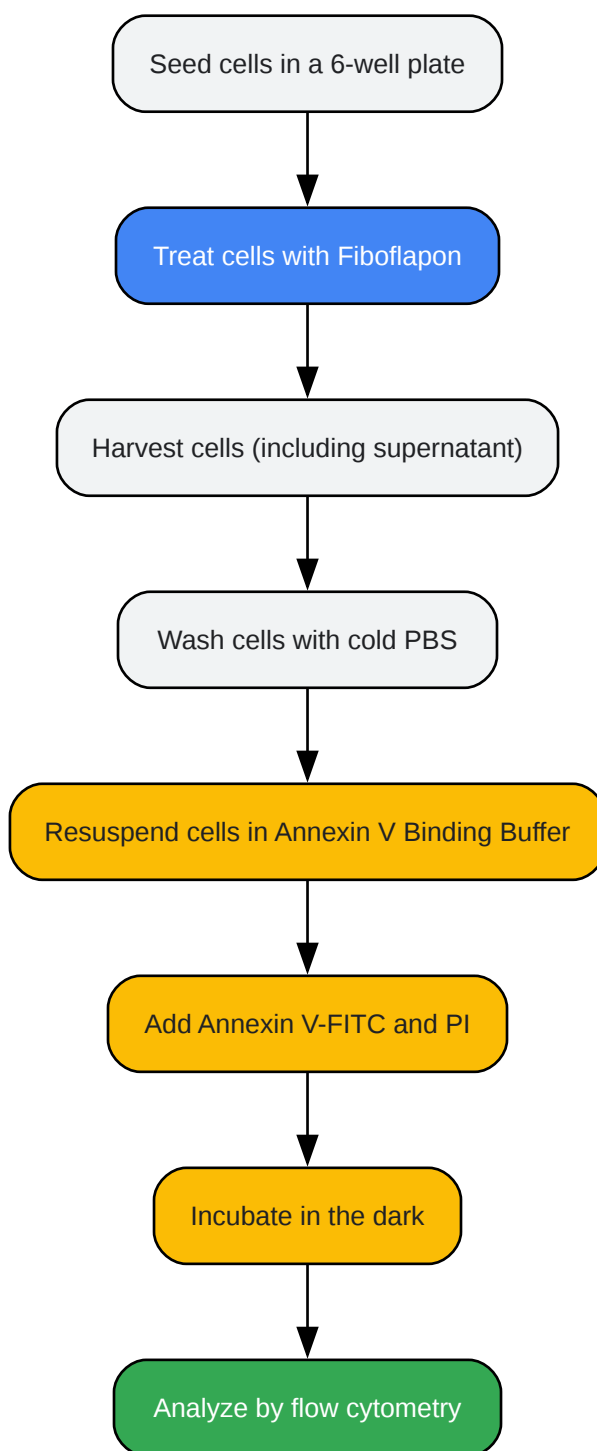 Seed cells in a 6-well plate
Treat cells with Fiboflapon
Harvest cells (including supernatant)
Wash cells with cold PBS
Resuspend cells in Annexin V Binding Buffer
Add Annexin V-FITC and PI
Incubate in the dark
Analyze by flow cytometry